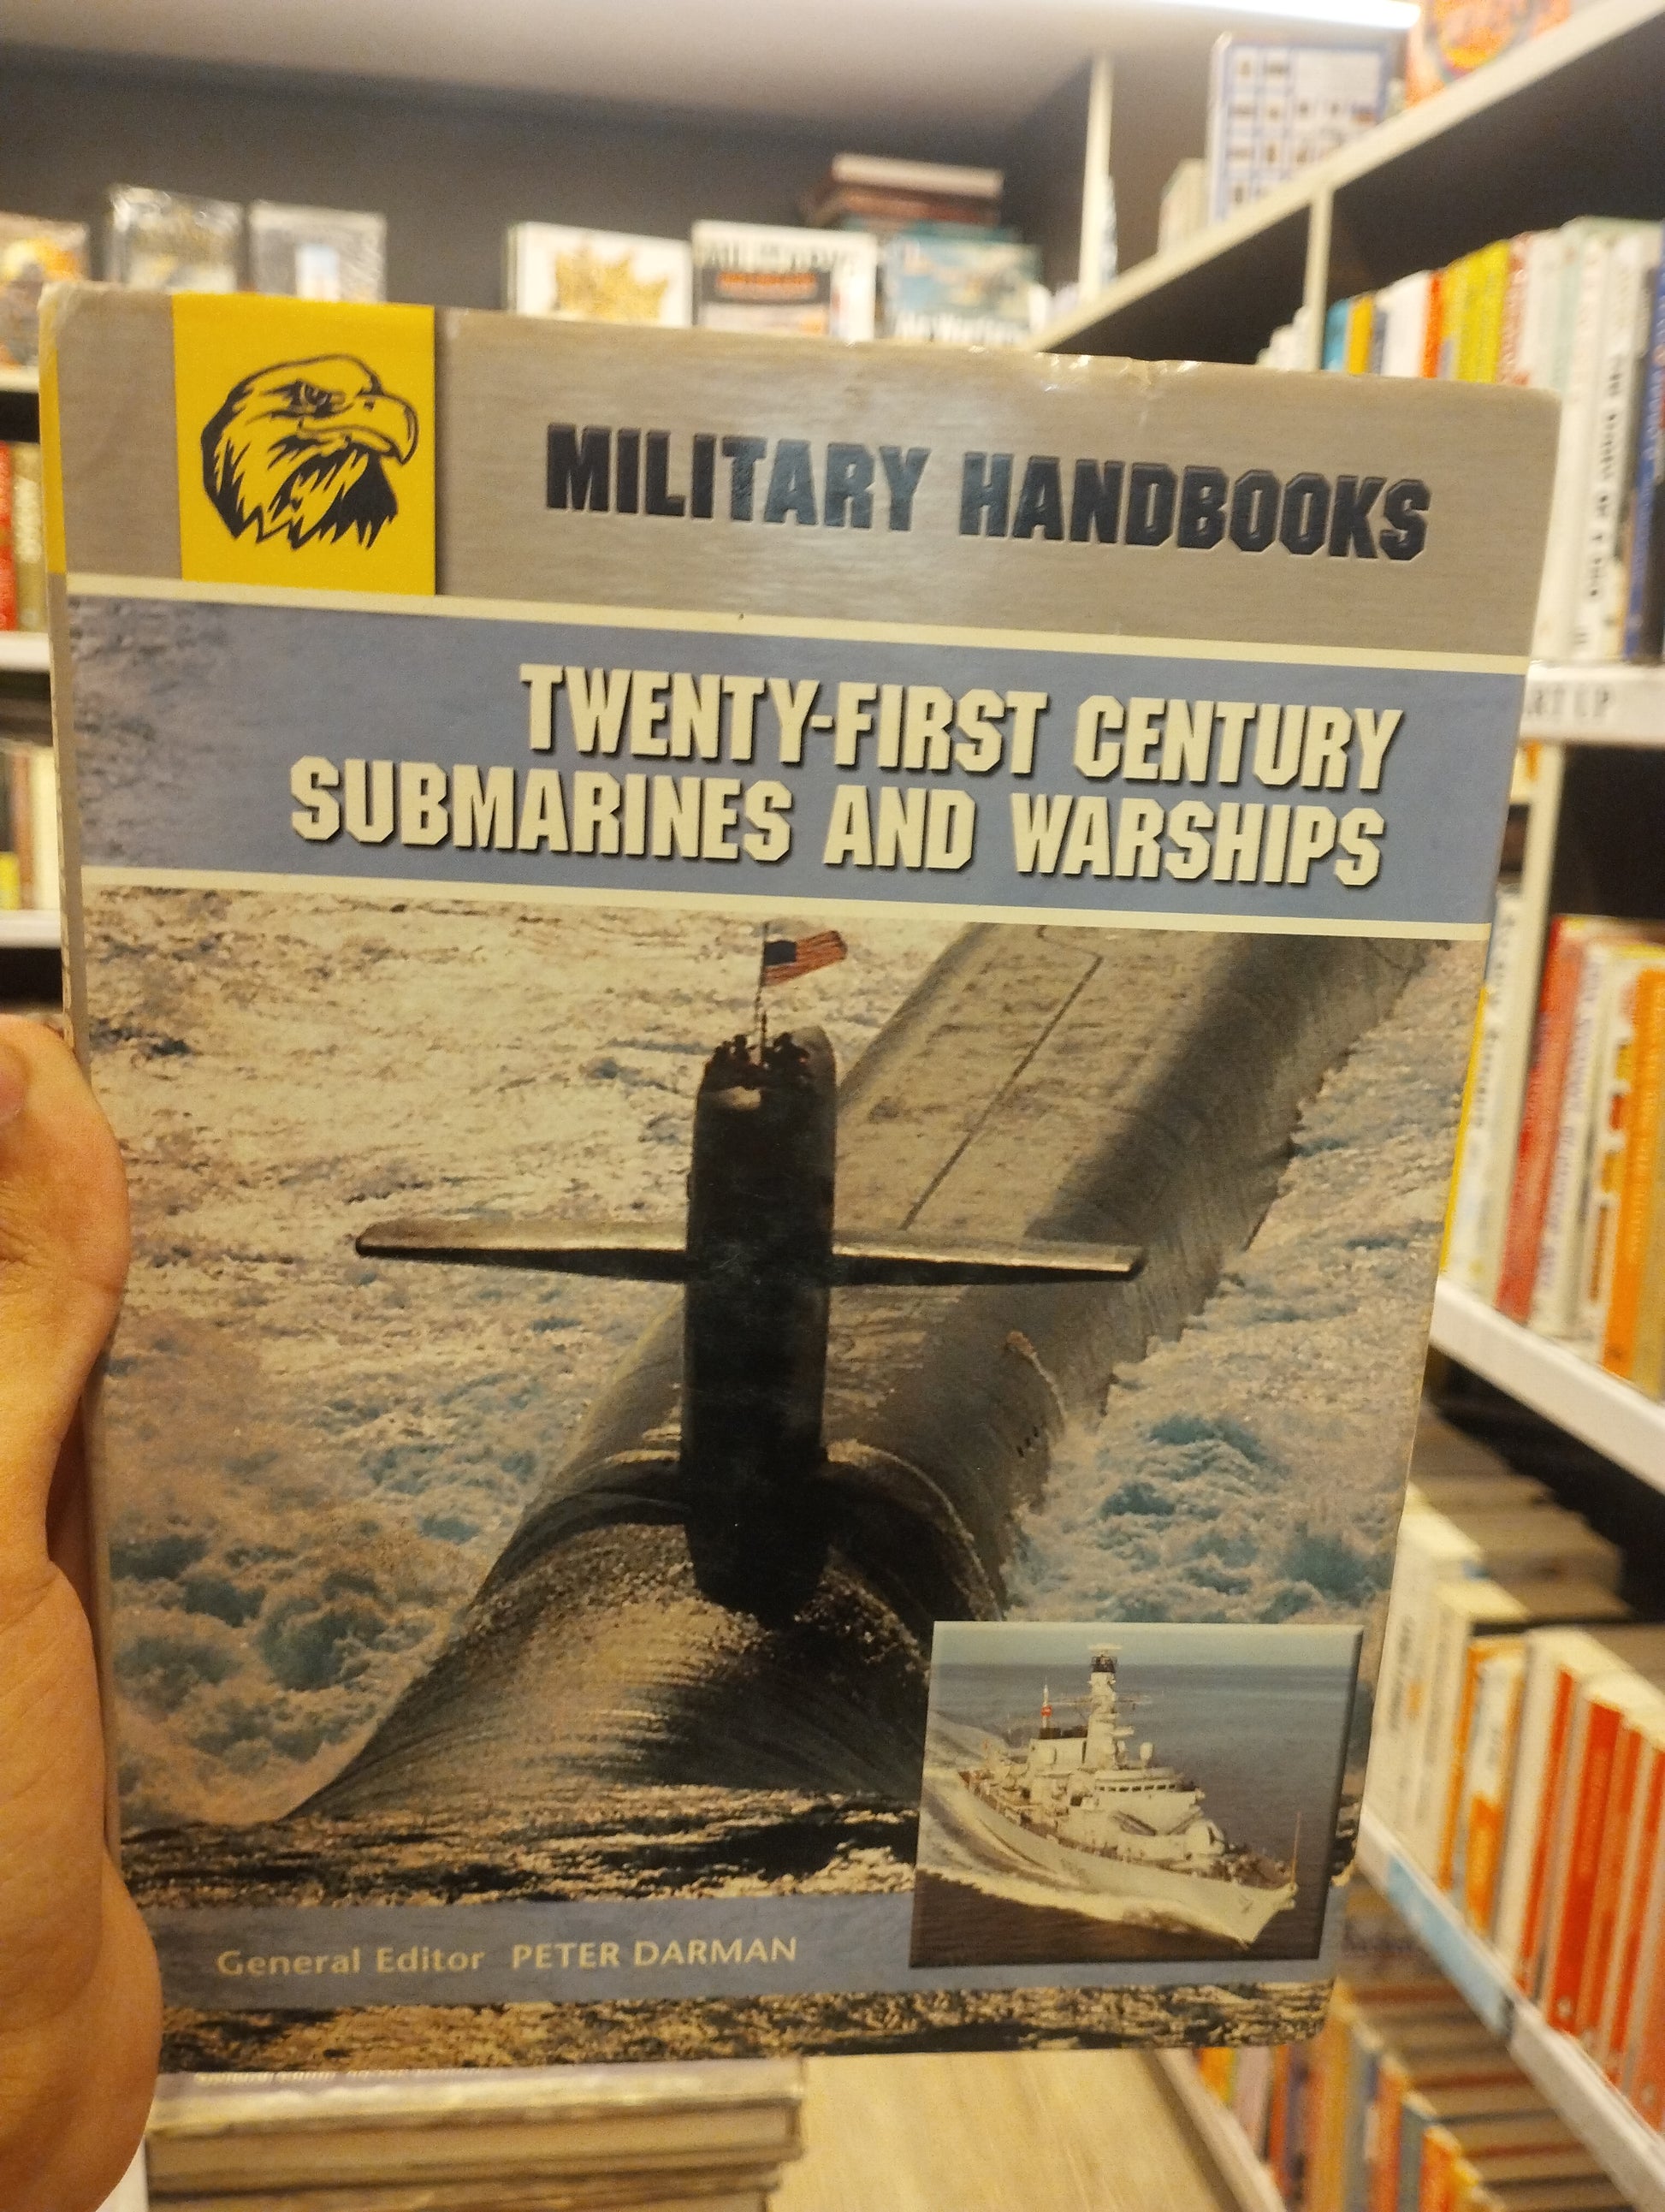 MILITARY HANDBOOKS
TWENTY-FIRST CENTURY
SUBMARINES AND WARSHIPS
General Editor PETER DARMAN